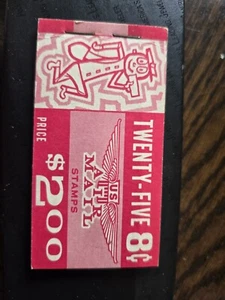 TWENTY-FIVE 8¢
U.S
AIR
MAIL
STAMPS
PRICE $2.00